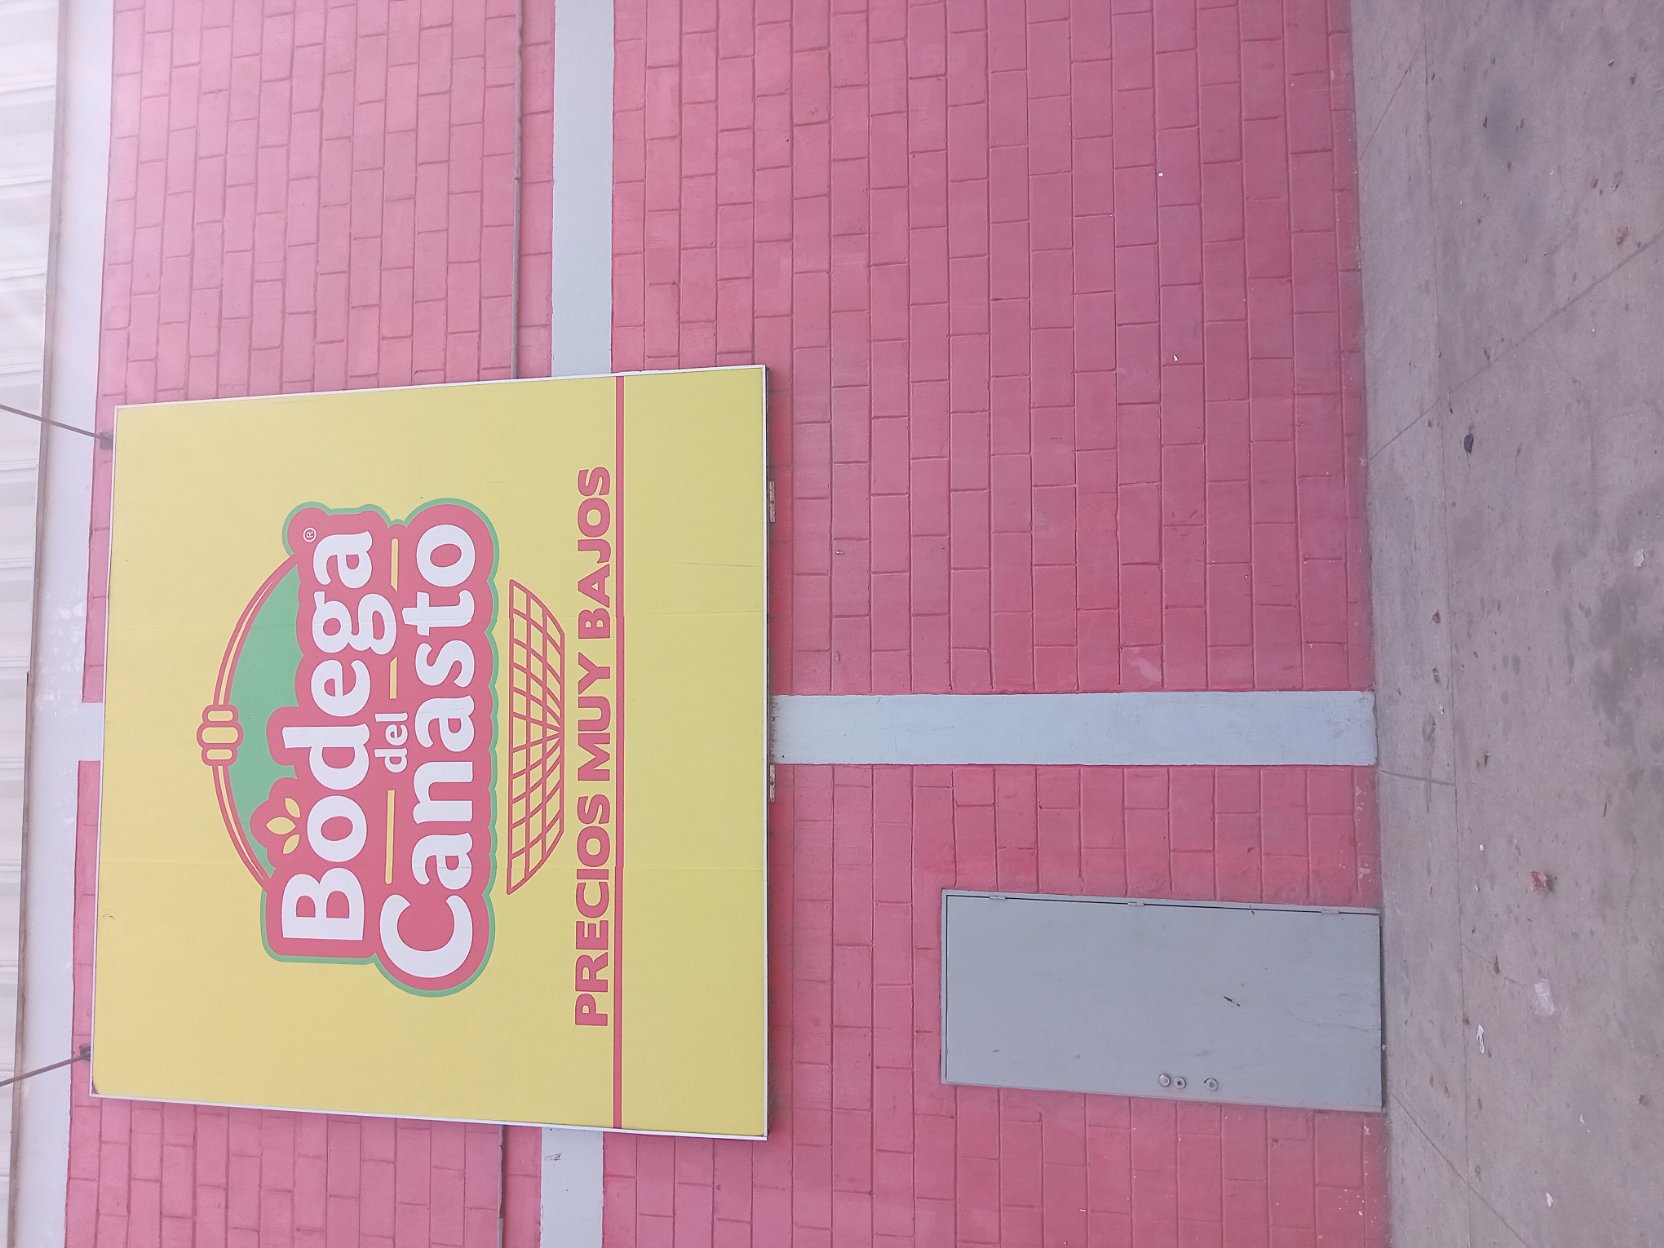 Bodega
del
Canasto
PRECIOS MUY BAJOS